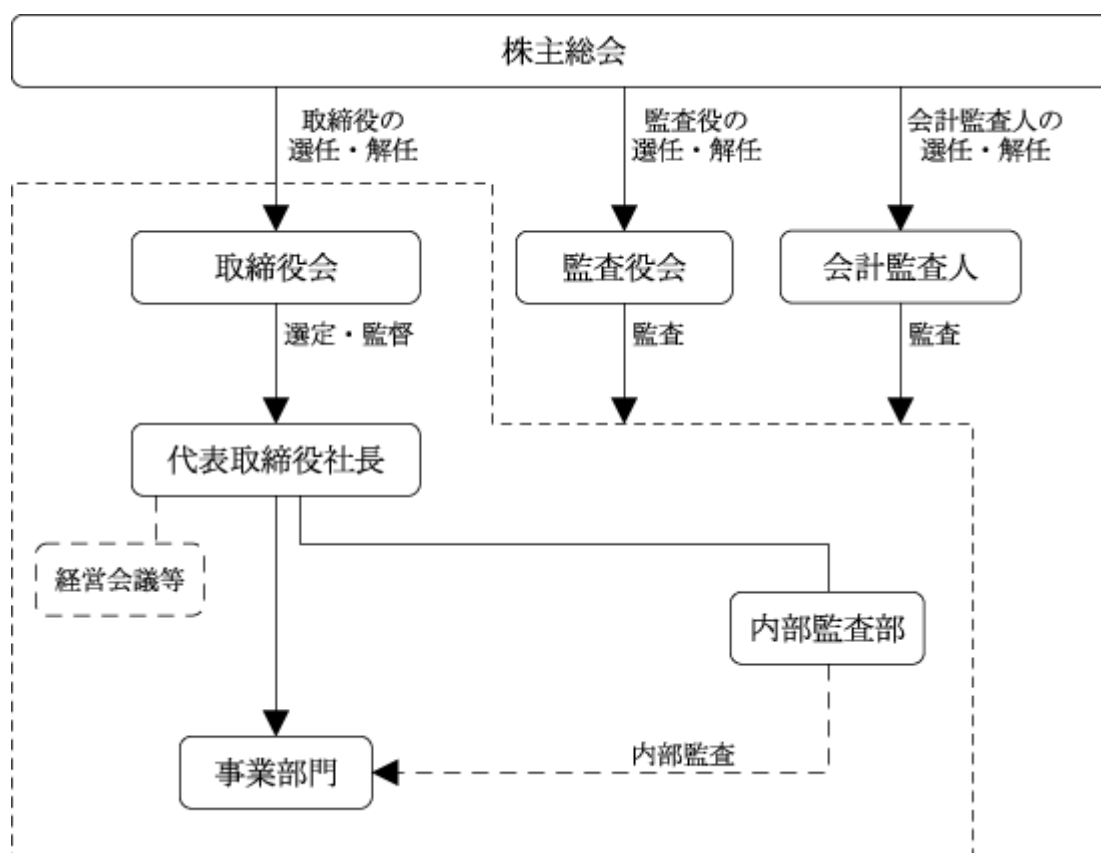 株主総会
取締役の
選任・解任
監査役の
選任・解任
会計監査人の
選任・解任
取締役会
監査役会
会計監査人
選定・監督
監査
監査
代表取締役社長
経営会議等
内部監査部
内部監査
事業部門